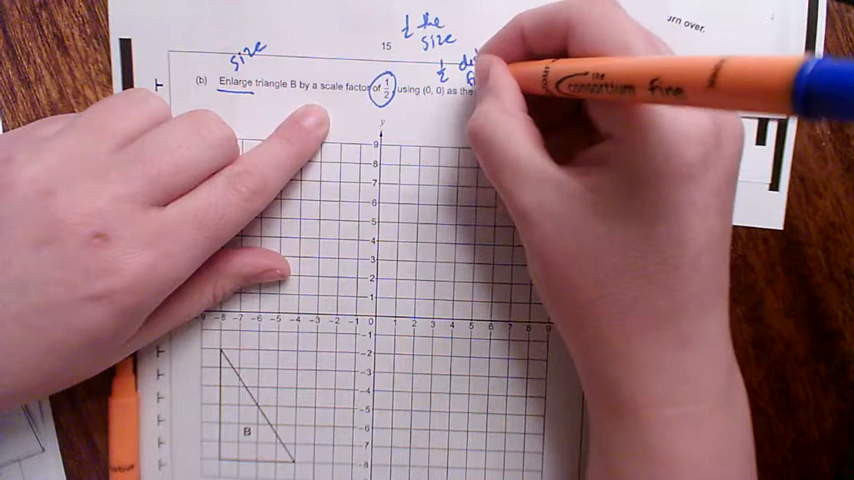 urn over.
½ the
size
15
size
½
(b) Enlarge triangle B by a scale factor of 1/2 using (0, 0) as the
consortium Fine
y
9
8
7
6
5
4
3
2
1
-8 -7 -6 -5 -4 -3 -2 -1 0 1 2 3 4 5 6 7 8 9
-1
-2
-3
-4
-5
-6
-7
-8
B